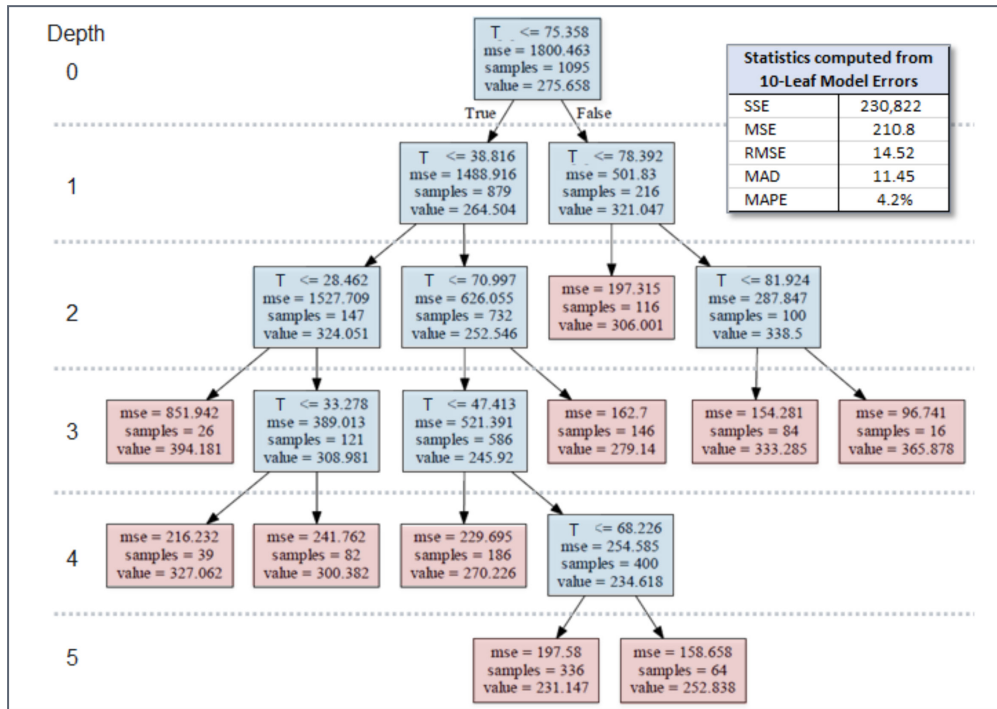 Depth
0
T <= 75.358
mse = 1800.463
samples = 1095
value = 275.658
True
False
Statistics computed from
10-Leaf Model Errors
SSE 230,822
MSE 210.8
RMSE 14.52
MAD 11.45
MAPE 4.2%
1
T <= 38.816
mse = 1488.916
samples = 879
value = 264.504
T <= 78.392
mse = 501.83
samples = 216
value = 321.047
2
T <= 28.462
mse = 1527.709
samples = 147
value = 324.051
T <= 70.997
mse = 626.055
samples = 732
value = 252.546
mse = 197.315
samples = 116
value = 306.001
T <= 81.924
mse = 287.847
samples = 100
value = 338.5
3
mse = 851.942
samples = 26
value = 394.181
T <= 33.278
mse = 389.013
samples = 121
value = 308.981
T <= 47.413
mse = 521.391
samples = 586
value = 245.92
mse = 162.7
samples = 146
value = 279.14
mse = 154.281
samples = 84
value = 333.285
mse = 96.741
samples = 16
value = 365.878
4
mse = 216.232
samples = 39
value = 327.062
mse = 241.762
samples = 82
value = 300.382
mse = 229.695
samples = 186
value = 270.226
T <= 68.226
mse = 254.585
samples = 400
value = 234.618
5
mse = 197.58
samples = 336
value = 231.147
mse = 158.658
samples = 64
value = 252.838